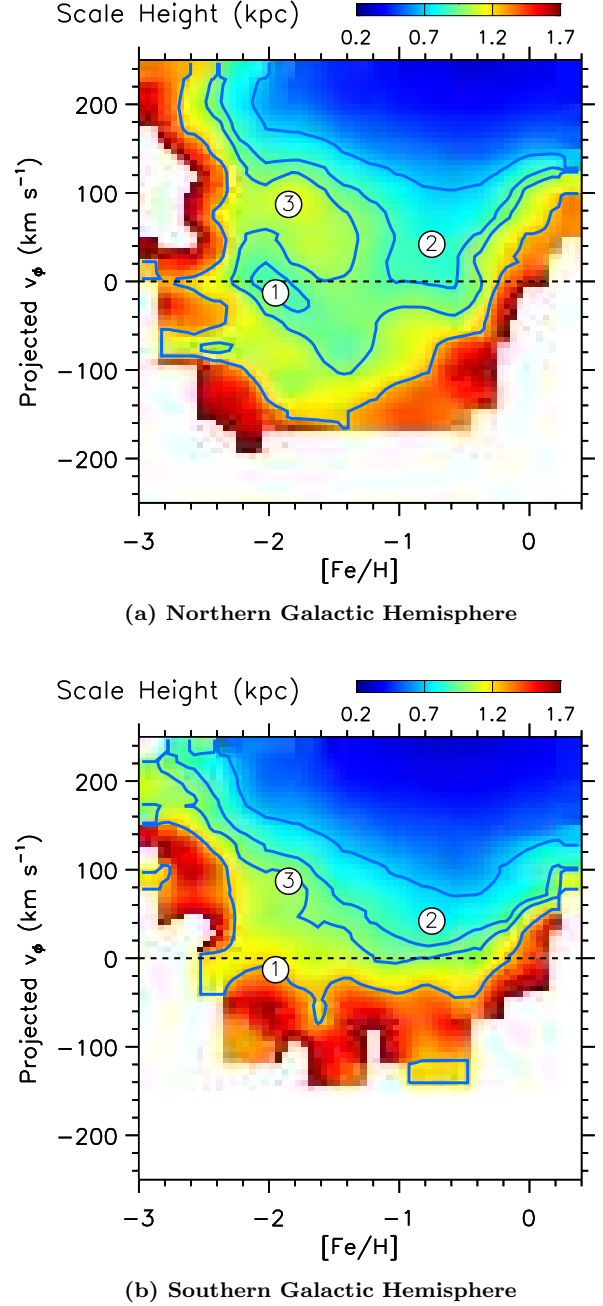 Scale Height (kpc)
0.2 0.7 1.2 1.7
Projected vϕ (km s⁻¹)
200
100
0
−100
−200
3
2
1
−3 −2 −1 0
[Fe/H]
(a) Northern Galactic Hemisphere
Scale Height (kpc)
0.2 0.7 1.2 1.7
Projected vϕ (km s⁻¹)
200
100
0
−100
−200
3
2
1
−3 −2 −1 0
[Fe/H]
(b) Southern Galactic Hemisphere